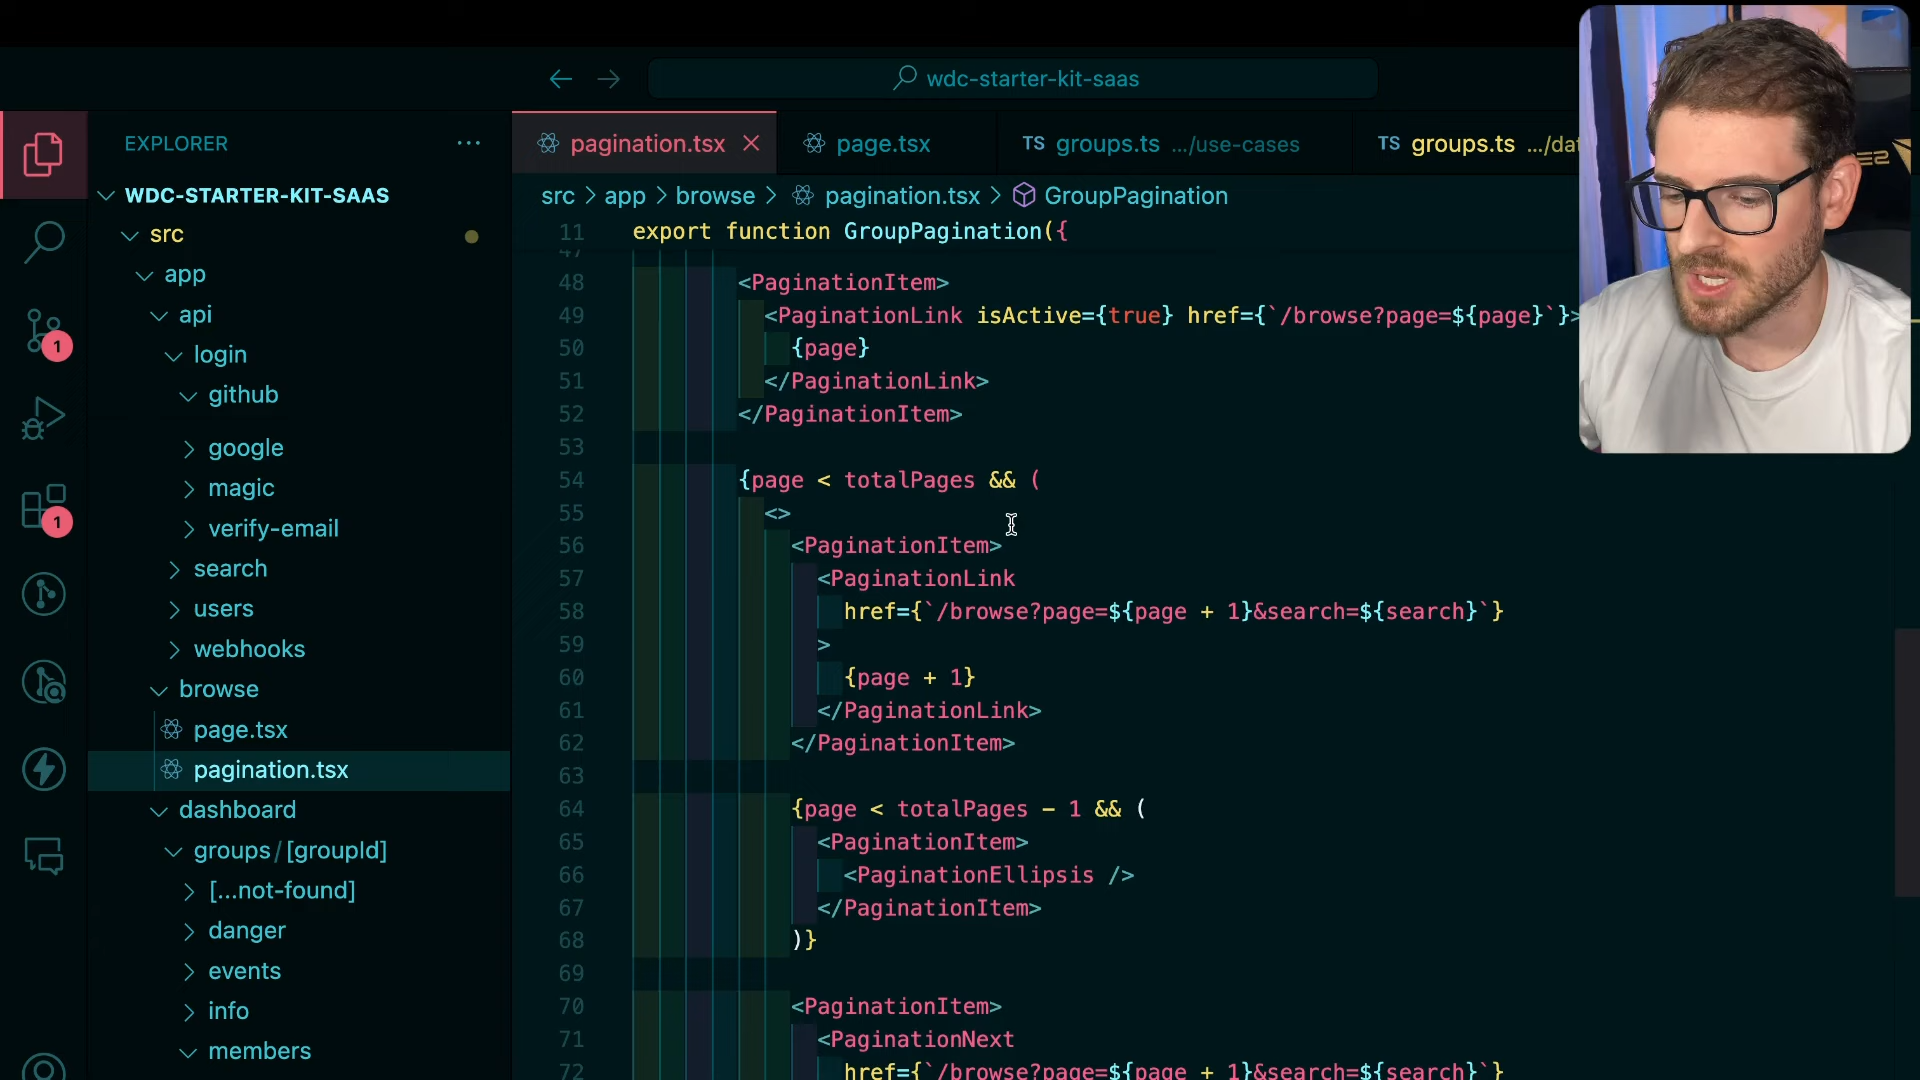 wdc-starter-kit-saas
EXPLORER
WDC-STARTER-KIT-SAAS
src
app
api
login
github
google
magic
verify-email
search
users
webhooks
browse
page.tsx
pagination.tsx
dashboard
groups/[groupId]
[...not-found]
danger
events
info
members
1
1
pagination.tsx
page.tsx
TS groups.ts .../use-cases
TS groups.ts .../dat
src > app > browse > pagination.tsx > GroupPagination
11 export function GroupPagination({
47
48 <PaginationItem>
49 <PaginationLink isActive={true} href={`/browse?page=${page}`}>
50 {page}
51 </PaginationLink>
52 </PaginationItem>
53
54 {page < totalPages && (
55 <>
56 <PaginationItem>
57 <PaginationLink
58 href={`/browse?page=${page + 1}&search=${search}`}
59 >
60 {page + 1}
61 </PaginationLink>
62 </PaginationItem>
63
64 {page < totalPages - 1 && (
65 <PaginationItem>
66 <PaginationEllipsis />
67 </PaginationItem>
68 )}
69
70 <PaginationItem>
71 <PaginationNext
72 href={`/browse?page=${page + 1}&search=${search}`}